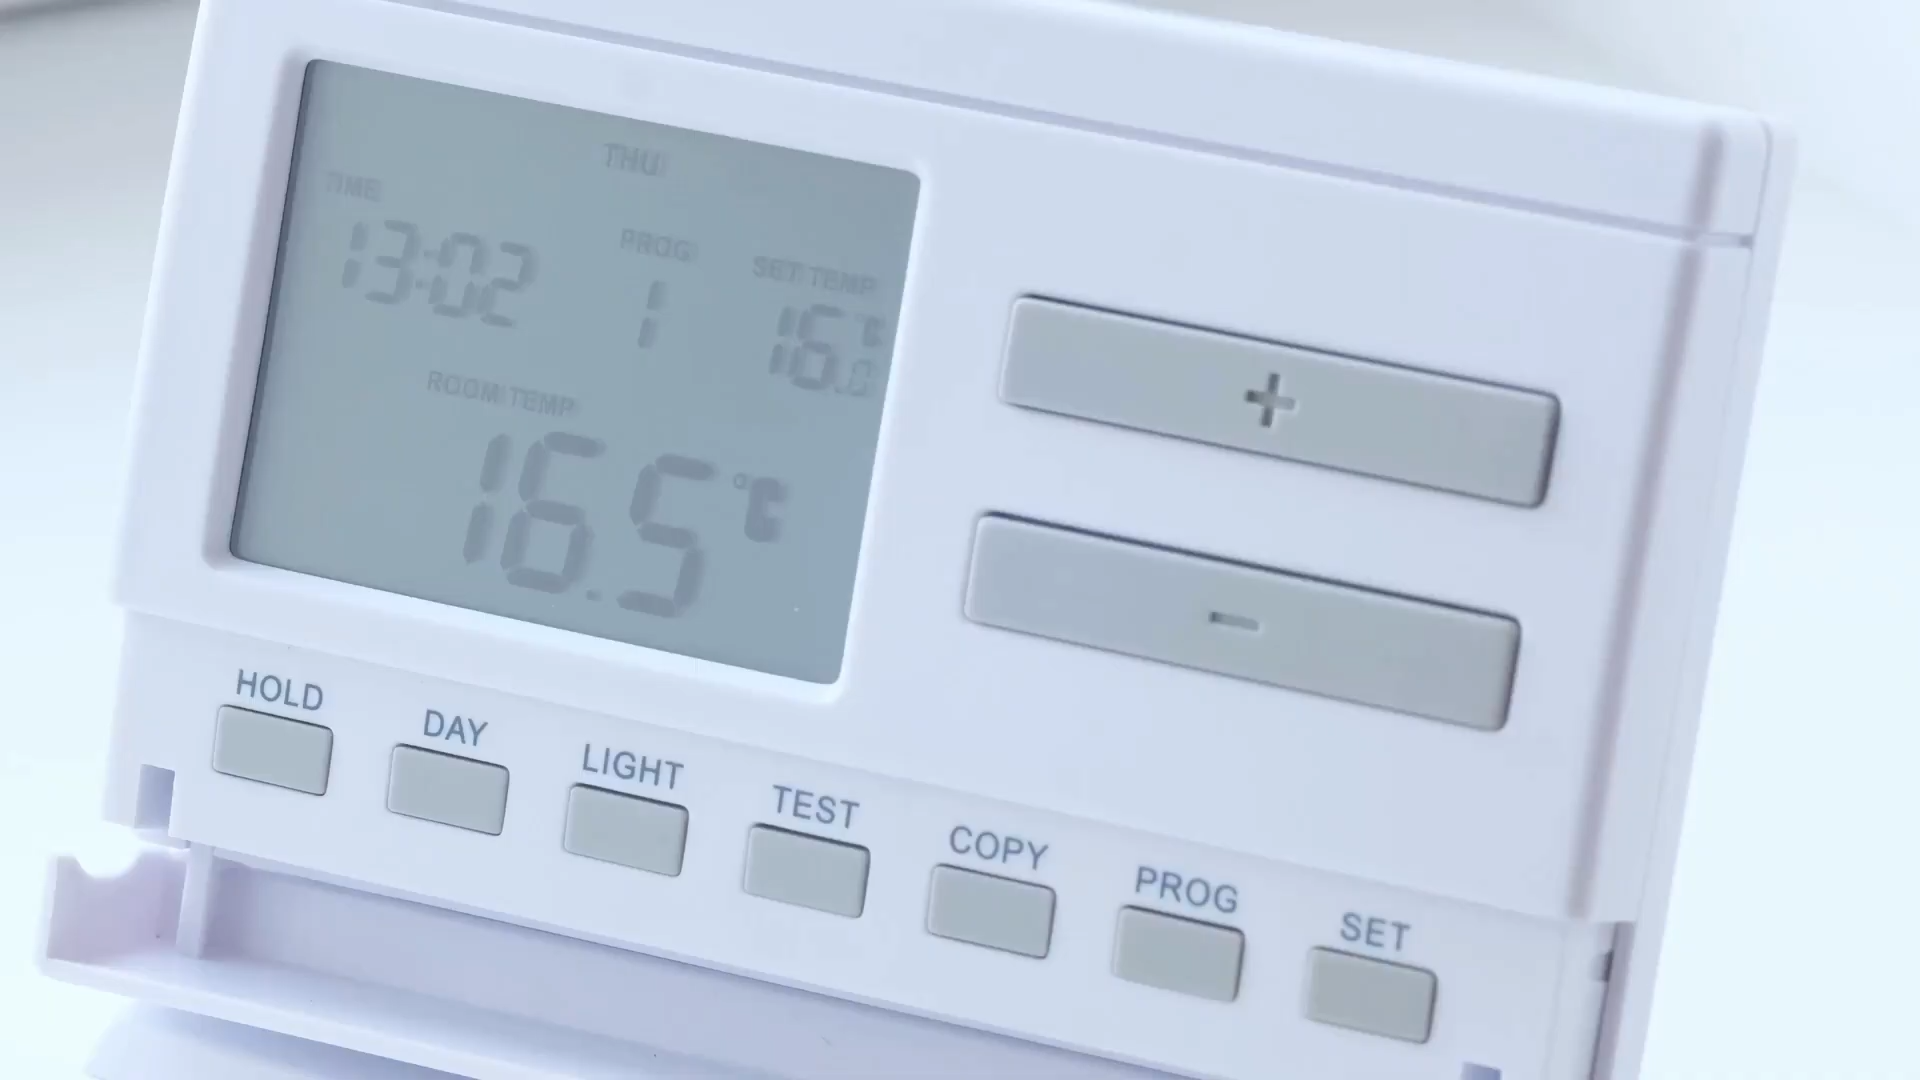 THU
TIME
PROG
SET TEMP
13:02
1
16.0
ROOM TEMP
16.5 °C
+
-
HOLD
DAY
LIGHT
TEST
COPY
PROG
SET